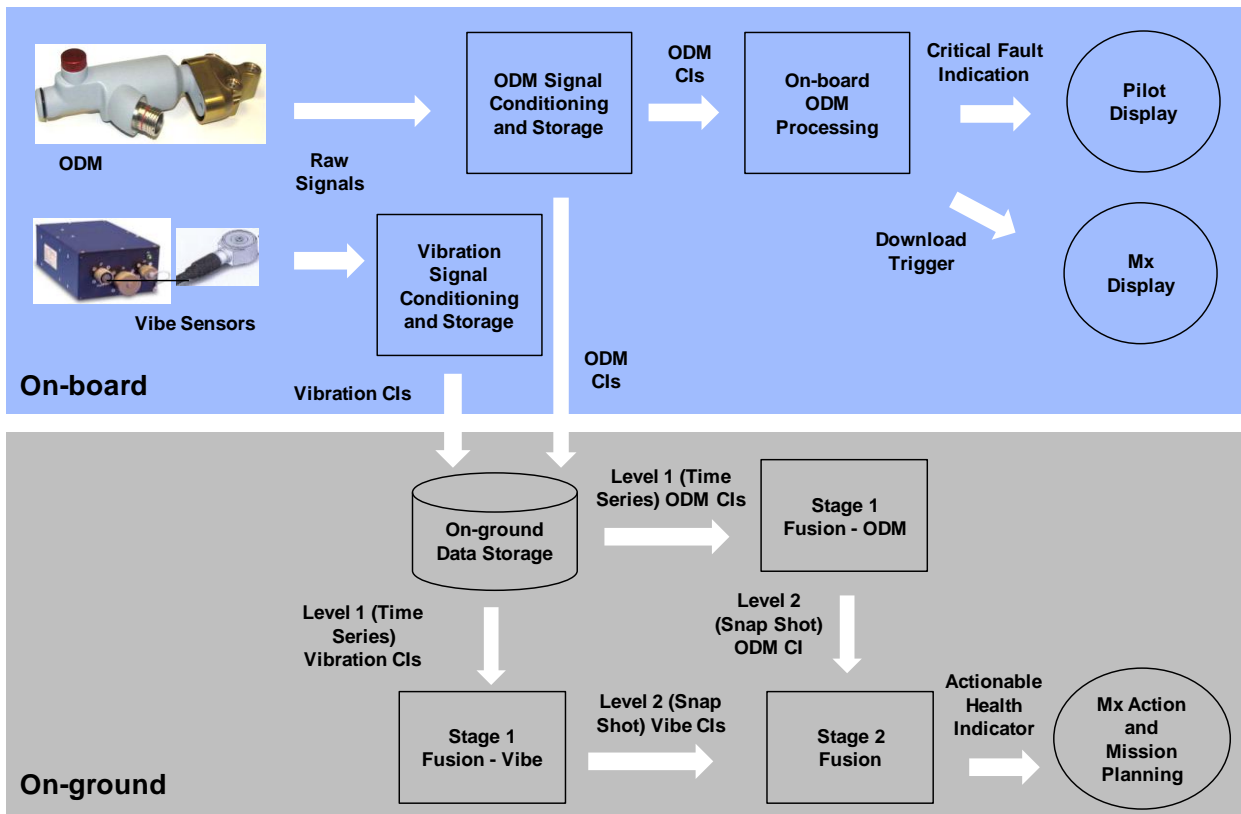 ODM
Raw
Signals
Vibe Sensors
ODM Signal
Conditioning
and Storage
ODM
CIs
On-board
ODM
Processing
Critical Fault
Indication
Pilot
Display
Download
Trigger
Mx
Display
Vibration
Signal
Conditioning
and Storage
ODM
CIs
Vibration CIs
On-board
On-ground
Data Storage
Level 1 (Time
Series) ODM CIs
Stage 1
Fusion - ODM
Level 1 (Time
Series)
Vibration CIs
Level 2
(Snap Shot)
ODM CI
Stage 1
Fusion - Vibe
Level 2 (Snap
Shot) Vibe CIs
Stage 2
Fusion
Actionable
Health
Indicator
Mx Action
and
Mission
Planning
On-ground